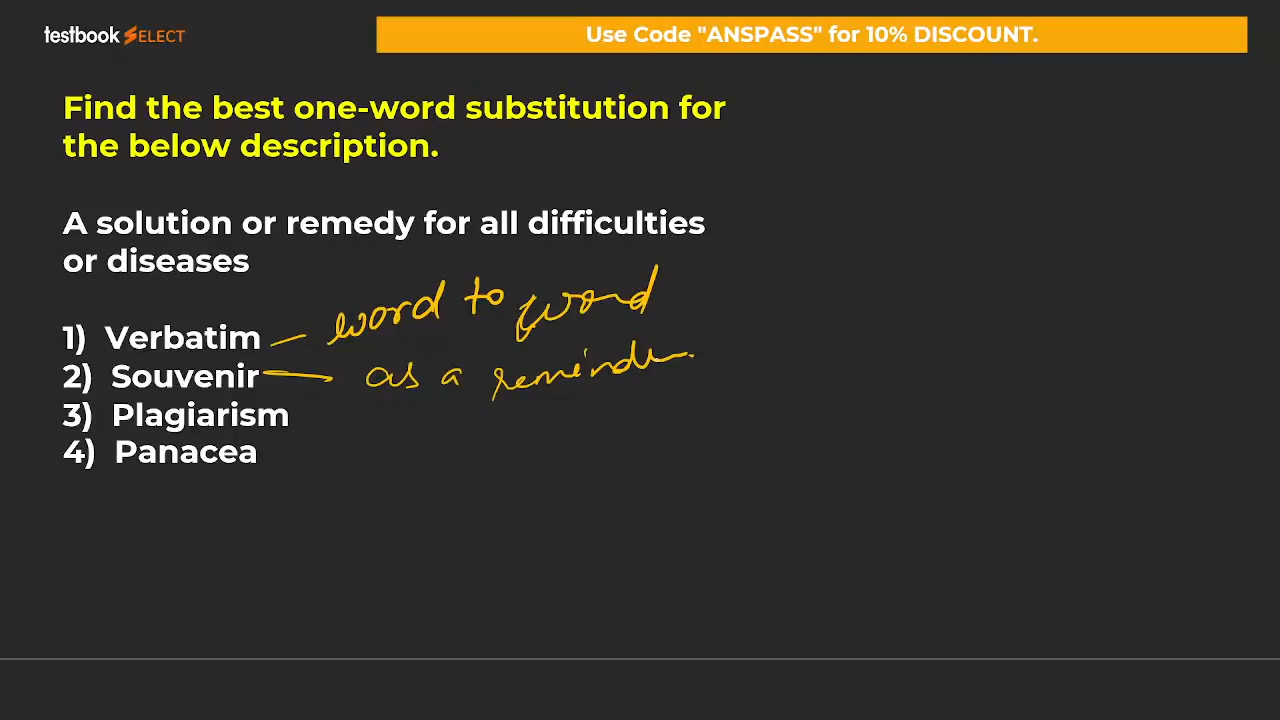 testbook SELECT
Use Code "ANSPASS" for 10% DISCOUNT.
Find the best one-word substitution for
the below description.
A solution or remedy for all difficulties
or diseases
1) Verbatim – word to word
2) Souvenir — as a reminder.
3) Plagiarism
4) Panacea